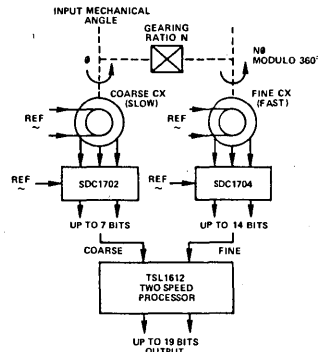 INPUT MECHANICAL
ANGLE
GEARING
RATIO N
θ
Nθ
MODULO 360°
COARSE CX
(SLOW)
FINE CX
(FAST)
REF
~
REF
~
REF
~
SDC1702
REF
~
SDC1704
UP TO 7 BITS
UP TO 14 BITS
COARSE
FINE
TSL1612
TWO SPEED
PROCESSOR
UP TO 19 BITS
OUTPUT